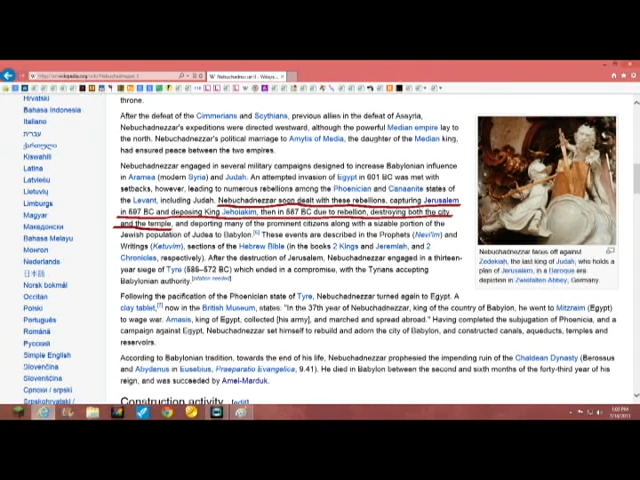 Nebuchadnezzar II - Wikipe...
throne.
After the defeat of the Cimmerians and Scythians, previous allies in the defeat of Assyria,
Nebuchadnezzar's expeditions were directed westward, although the powerful Median empire lay to
the north. Nebuchadnezzar's political marriage to Amytis of Media, the daughter of the Median king,
had ensured peace between the two empires.
Nebuchadnezzar engaged in several military campaigns designed to increase Babylonian influence
in Aramea (modern Syria) and Judah. An attempted invasion of Egypt in 601 BC was met with
setbacks, however, leading to numerous rebellions among the Phoenician and Canaanite states of
the Levant, including Judah. Nebuchadnezzar soon dealt with these rebellions, capturing Jerusalem
in 597 BC and deposing King Jehoiakim, then in 587 BC due to rebellion, destroying both the city
and the temple, and deporting many of the prominent citizens along with a sizable portion of the
Jewish population of Judea to Babylon.[6] These events are described in the Prophets (Nevi'im) and
Writings (Ketuvim), sections of the Hebrew Bible (in the books 2 Kings and Jeremiah, and 2
Chronicles, respectively). After the destruction of Jerusalem, Nebuchadnezzar engaged in a thirteen-
year siege of Tyre (585–572 BC) which ended in a compromise, with the Tyrians accepting
Babylonian authority.[citation needed]
Following the pacification of the Phoenician state of Tyre, Nebuchadnezzar turned again to Egypt. A
clay tablet,[7] now in the British Museum, states: "In the 37th year of Nebuchadnezzar, king of the country of Babylon, he went to Mitzraim (Egypt)
to wage war. Amasis, king of Egypt, collected [his army], and marched and spread abroad." Having completed the subjugation of Phoenicia, and a
campaign against Egypt, Nebuchadnezzar set himself to rebuild and adorn the city of Babylon, and constructed canals, aqueducts, temples and
reservoirs.
According to Babylonian tradition, towards the end of his life, Nebuchadnezzar prophesied the impending ruin of the Chaldean Dynasty (Berossus
and Abydenus in Eusebius, Praeparatio Evangelica, 9.41). He died in Babylon between the second and sixth months of the forty-third year of his
reign, and was succeeded by Amel-Marduk.
Construction activity [edit]
Nebuchadnezzar faces off against
Zedekiah, the last king of Judah, who holds a
plan of Jerusalem, in a Baroque era
depiction in Zwiefalten Abbey, Germany.
Hrvatski
Bahasa Indonesia
Italiano
עברית
ქართული
Kiswahili
Latina
Latviešu
Lietuvių
Limburgs
Magyar
Македонски
Bahasa Melayu
Монгол
Nederlands
日本語
Norsk bokmål
Occitan
Polski
Português
Română
Русский
Simple English
Slovenčina
Slovenščina
Српски / srpski
Srpskohrvatski /